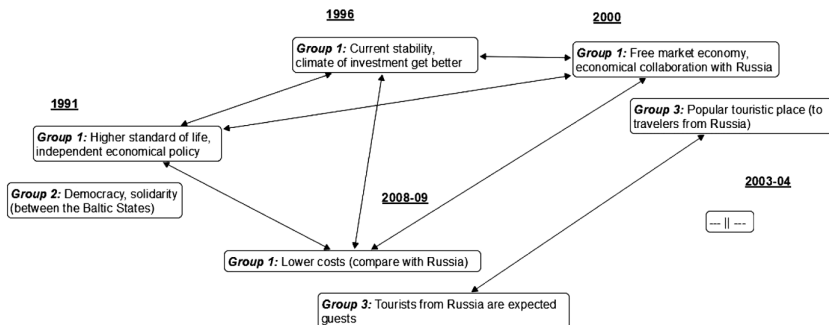 1996
Group 1: Current stability,
climate of investment get better
2000
Group 1: Free market economy,
economical collaboration with Russia
Group 3: Popular touristic place (to
travelers from Russia)
1991
Group 1: Higher standard of life,
independent economical policy
Group 2: Democracy, solidarity
(between the Baltic States)
2003-04
--- || ---
2008-09
Group 1: Lower costs (compare with Russia)
Group 3: Tourists from Russia are expected
guests